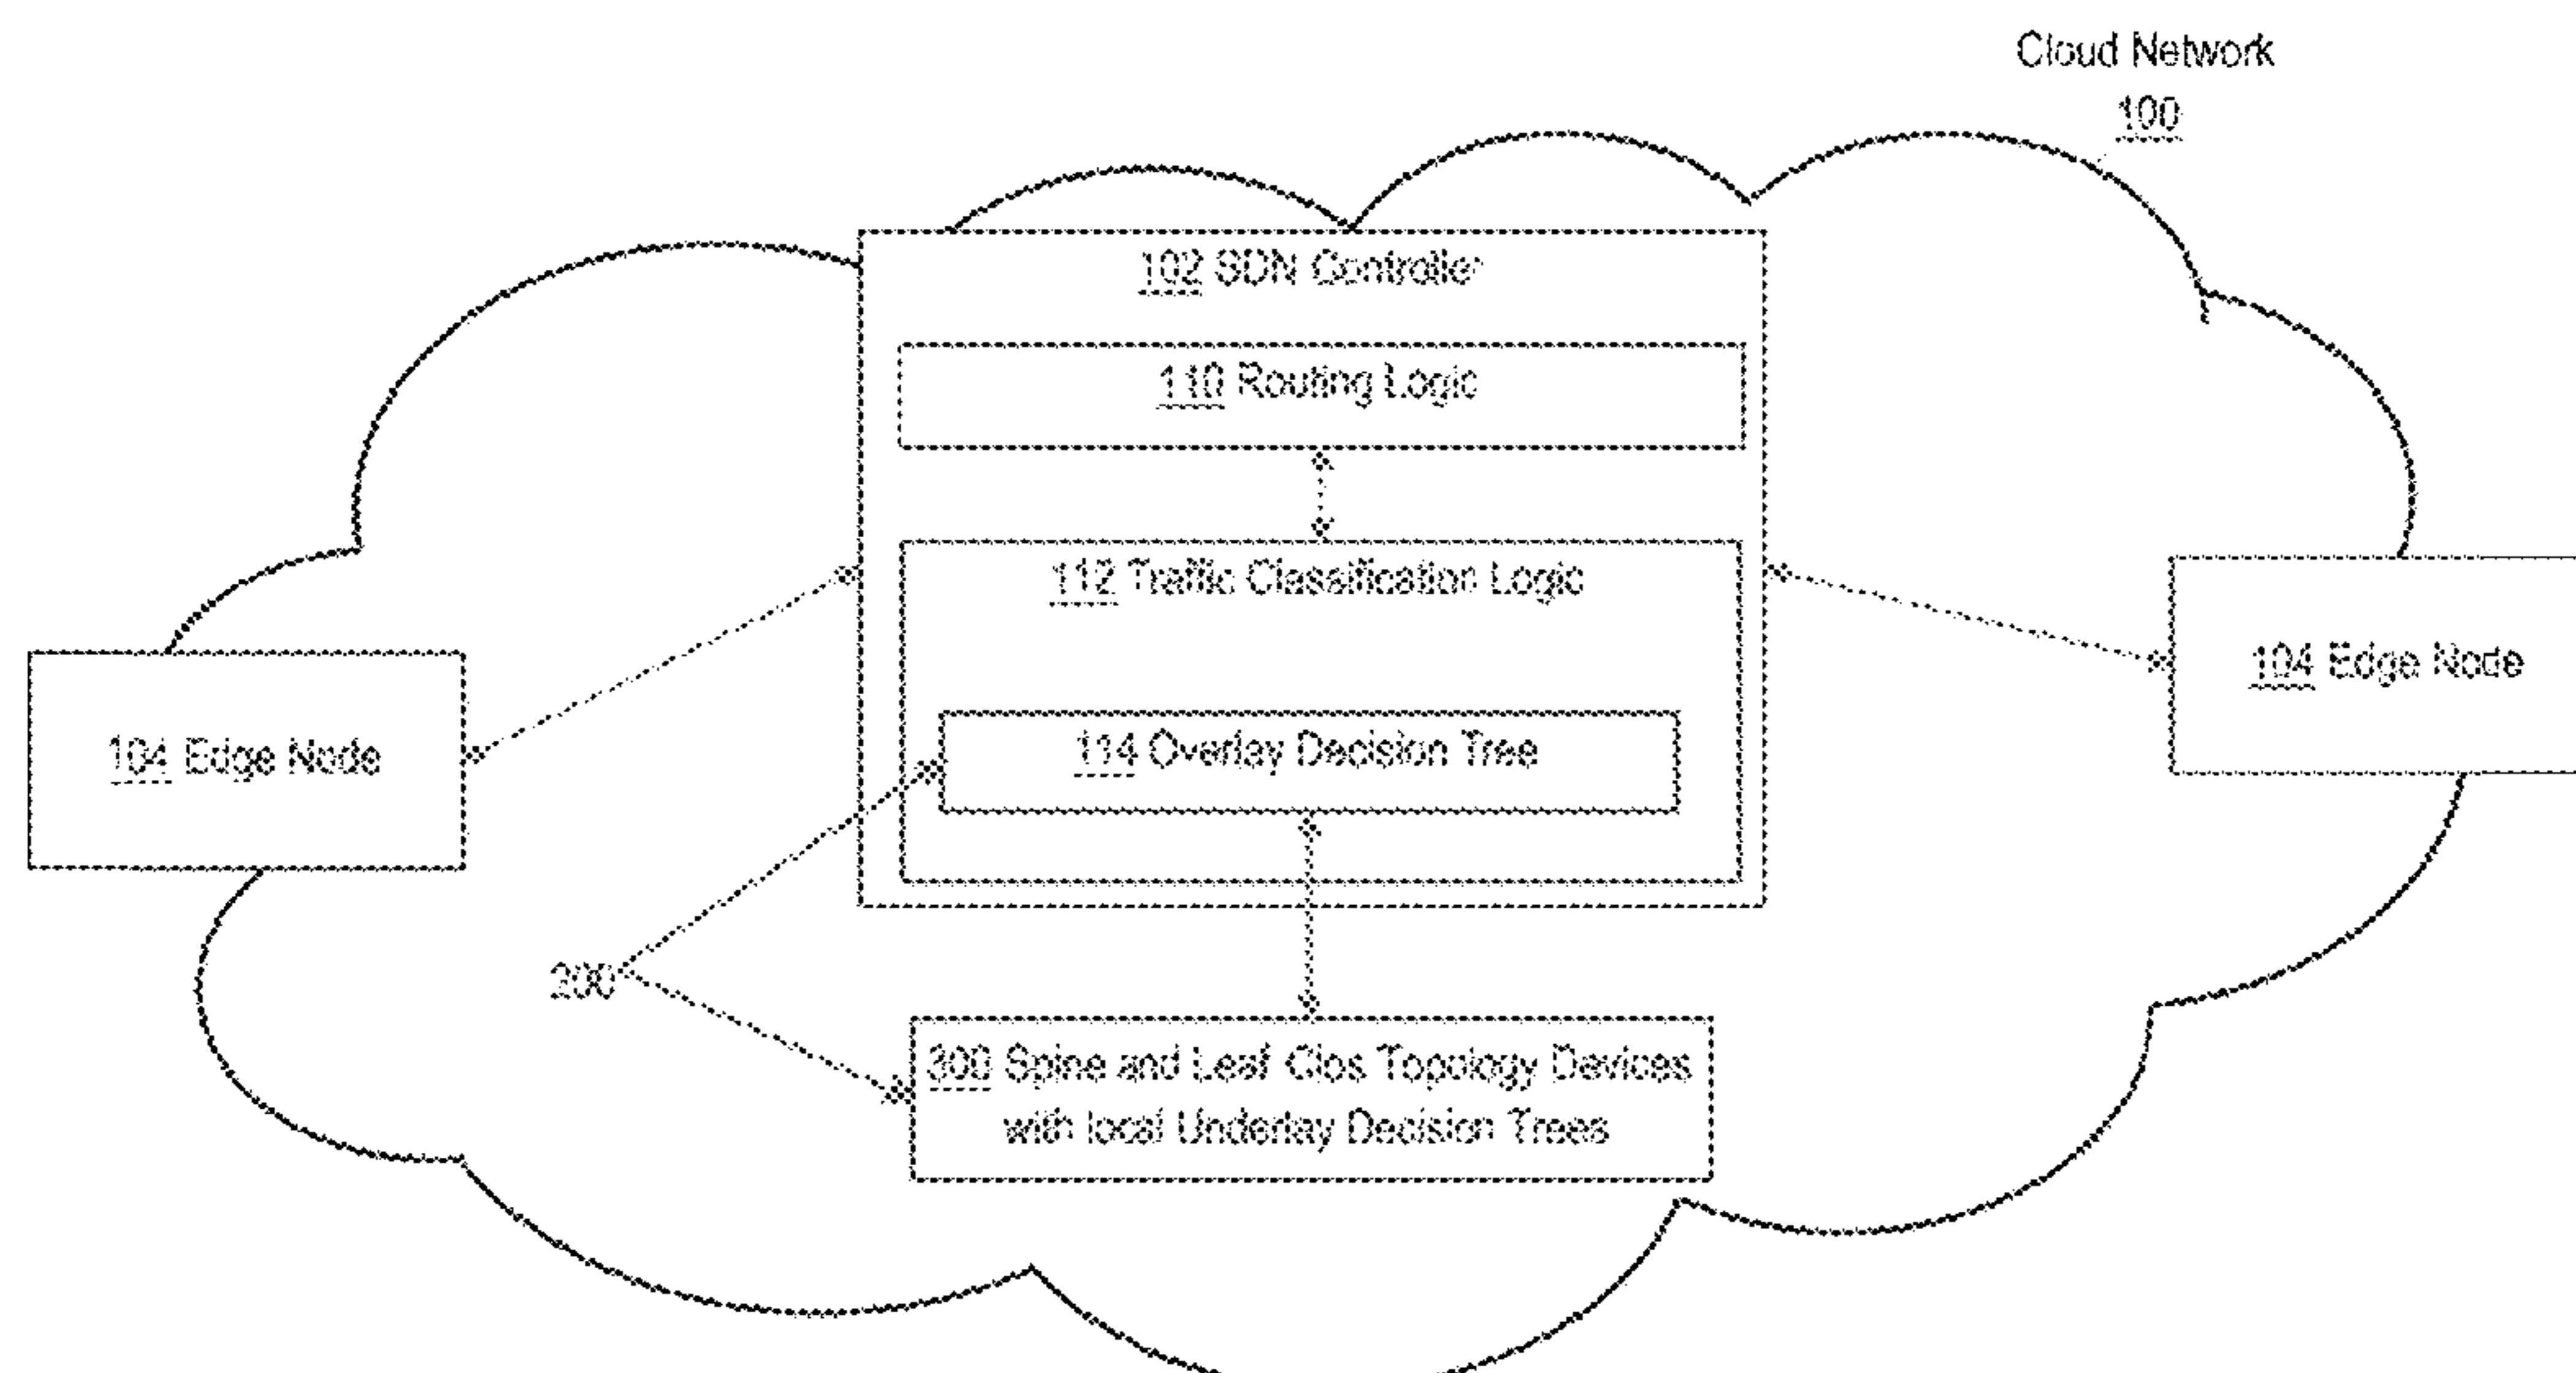 Cloud Network
100
102 SDN Controller
110 Routing Logic
112 Traffic Classification Logic
104 Edge Node
104 Edge Node
114 Overlay Decision Tree
200
300 Spine and Leaf Clos Topology Devices
with local Underlay Decision Trees